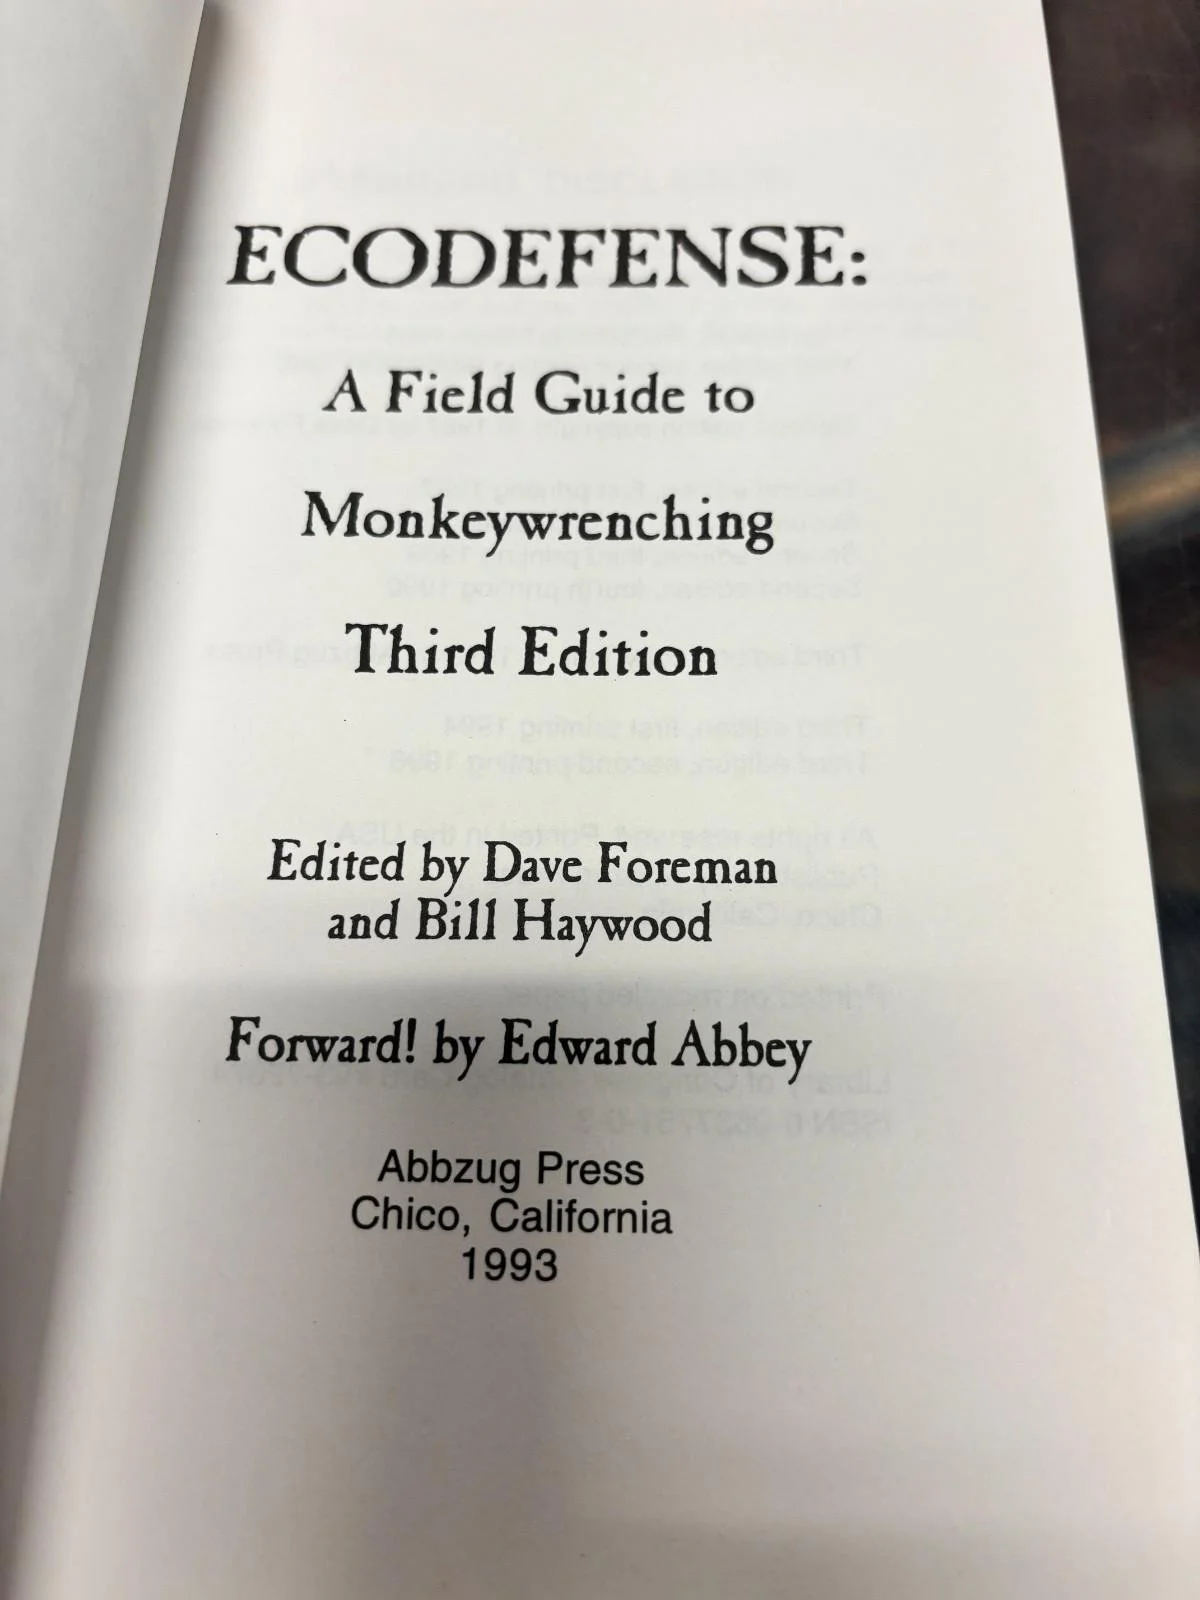 ECODEFENSE:
A Field Guide to
Monkeywrenching
Third Edition
Edited by Dave Foreman
and Bill Haywood
Forward! by Edward Abbey
Abbzug Press
Chico, California
1993